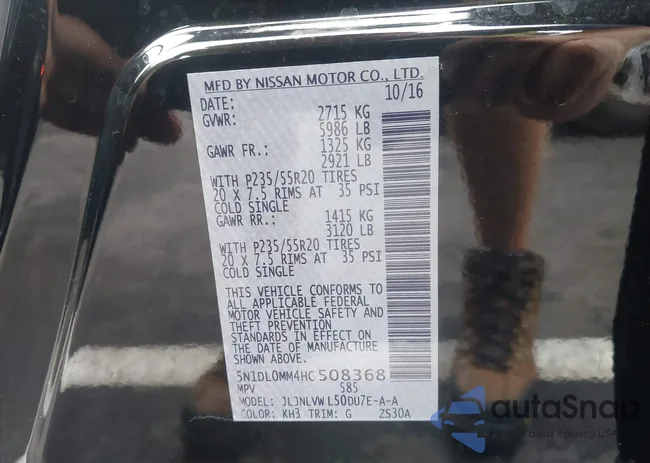 MFD BY NISSAN MOTOR CO., LTD.
DATE: 10/16
GVWR: 2715 KG
5986 LB
GAWR FR.: 1325 KG
2921 LB
WITH P235/55R20 TIRES
20 X 7.5 RIMS AT 35 PSI
COLD SINGLE
GAWR RR.: 1415 KG
3120 LB
WITH P235/55R20 TIRES
20 X 7.5 RIMS AT 35 PSI
COLD SINGLE
THIS VEHICLE CONFORMS TO
ALL APPLICABLE FEDERAL
MOTOR VEHICLE SAFETY AND
THEFT PREVENTION
STANDARDS IN EFFECT ON
THE DATE OF MANUFACTURE
SHOWN ABOVE.
5N1DL0MM4HC508368
MPV 585
MODEL: JLJNLVWL50DU7E-A-A
COLOR: KH3 TRIM: G ZS30A
autoSnap